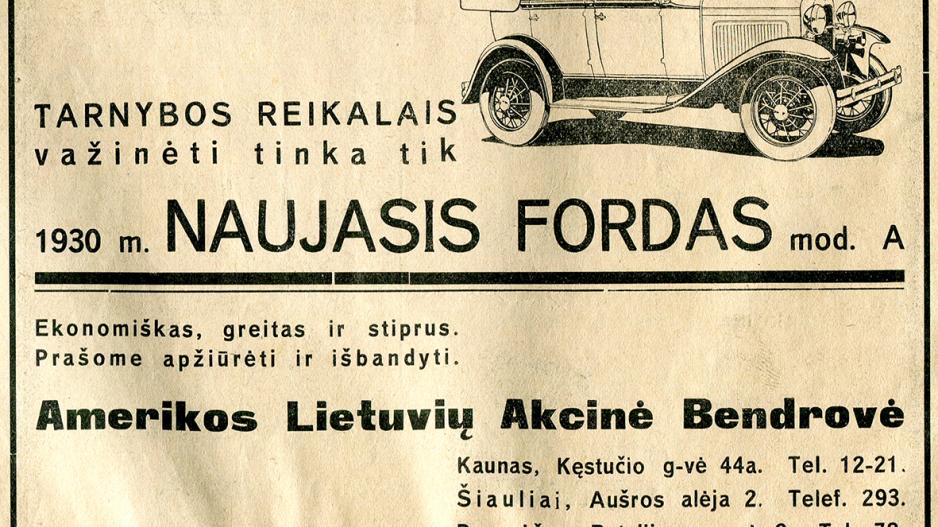 TARNYBOS REIKALAIS
važinėti tinka tik
1930 m. NAUJASIS FORDAS mod. A
Ekonomiškas, greitas ir stiprus.
Prašome apžiūrėti ir išbandyti.
Amerikos Lietuvių Akcinė Bendrovė
Kaunas, Kęstučio g-vė 44a. Tel. 12-21.
Šiauliai, Aušros alėja 2. Telef. 293.